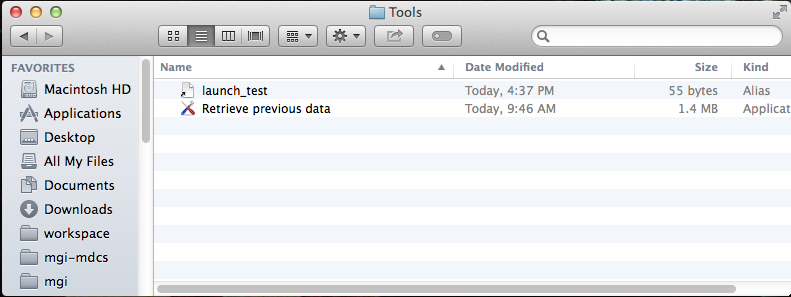 Tools
FAVORITES
Macintosh HD
Applications
Desktop
All My Files
Documents
Downloads
workspace
mgi-mdcs
mgi
Name Date Modified Size Kind
launch_test Today, 4:37 PM 55 bytes Alias
Retrieve previous data Today, 9:46 AM 1.4 MB Applicat